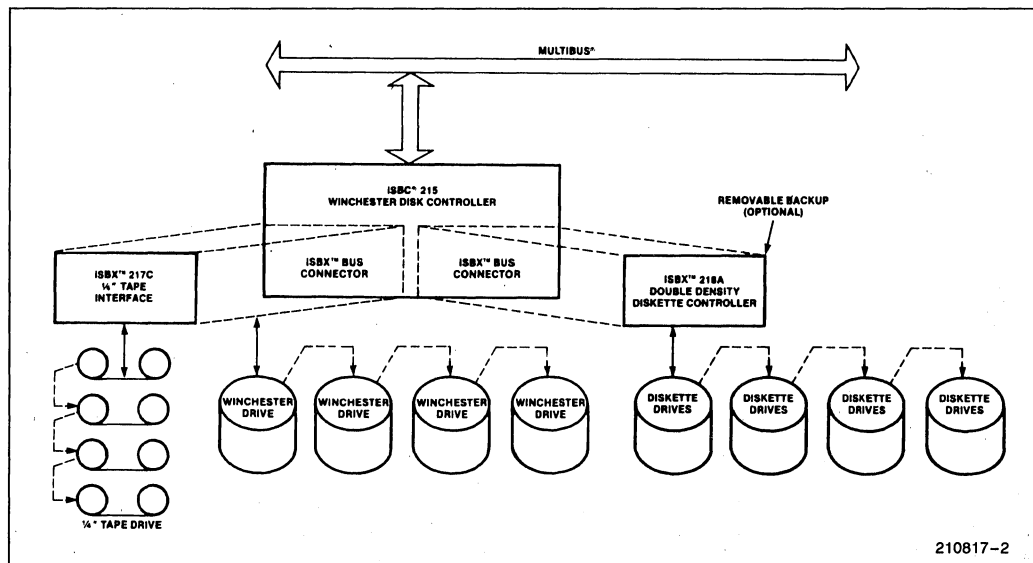 MULTIBUS*
ISBC* 215
WINCHESTER DISK CONTROLLER
REMOVABLE BACKUP
(OPTIONAL)
ISBX™ BUS
CONNECTOR
ISBX™ BUS
CONNECTOR
ISBX™ 217C
¼" TAPE
INTERFACE
ISBX™ 218A
DOUBLE DENSITY
DISKETTE CONTROLLER
WINCHESTER
DRIVE
WINCHESTER
DRIVE
WINCHESTER
DRIVE
WINCHESTER
DRIVE
DISKETTE
DRIVES
DISKETTE
DRIVES
DISKETTE
DRIVES
DISKETTE
DRIVES
¼" TAPE DRIVE
210817-2